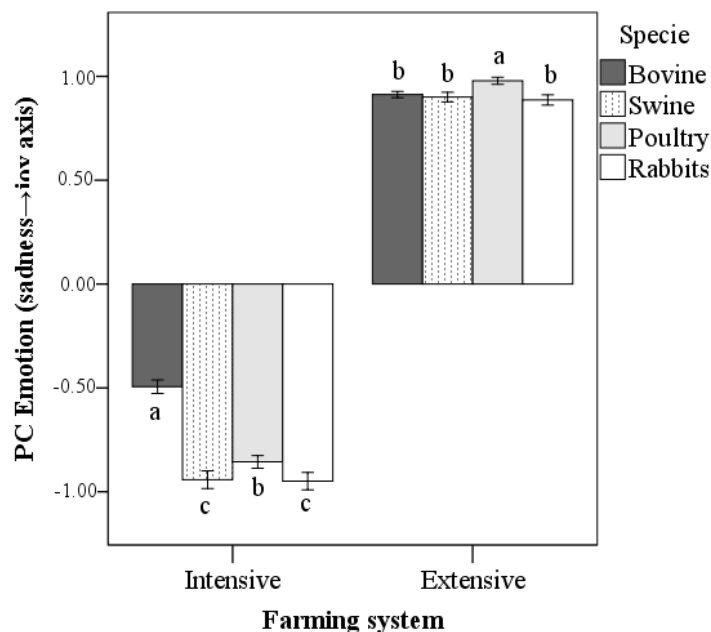 Specie
Bovine
Swine
Poultry
Rabbits
PC Emotion (sadness→joy axis)
1.00
0.50
0.00
-0.50
-1.00
b
b
a
b
a
c
b
c
Intensive
Extensive
Farming system